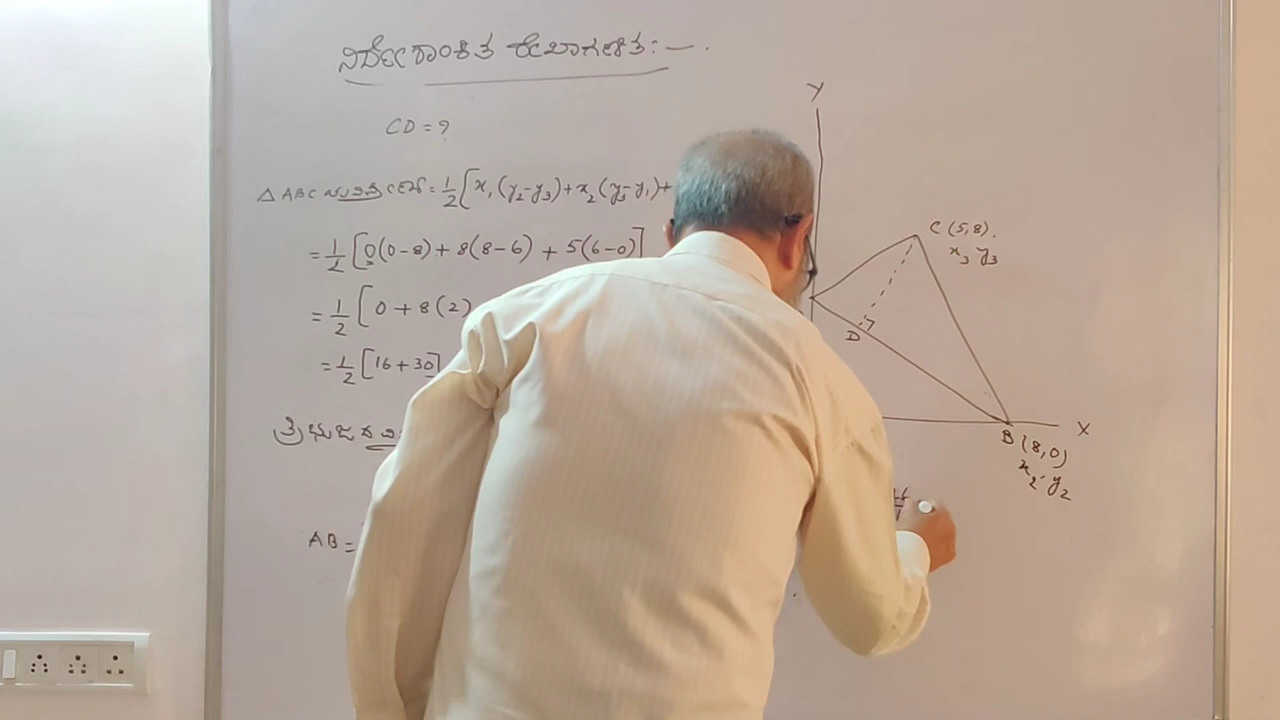 ನಿರ್ದೇಶಾಂಕಿತ ರೇಖಾಗಣಿತ:—.
CD = ?
△ ABC ಯ ವಿಸ್ತೀರ್ಣ = 1/2 [x₁(y₂-y₃)+x₂(y₃-y₁)+
= 1/2 [0(0-8) + 8(8-6) + 5(6-0)]
= 1/2 [0 + 8(2)
= 1/2 [16+30]
ತ್ರಿಭುಜದ ವಿ
AB =
Y
C (5,8).
x₃ y₃
D
X
B (8,0)
x₂ y₂